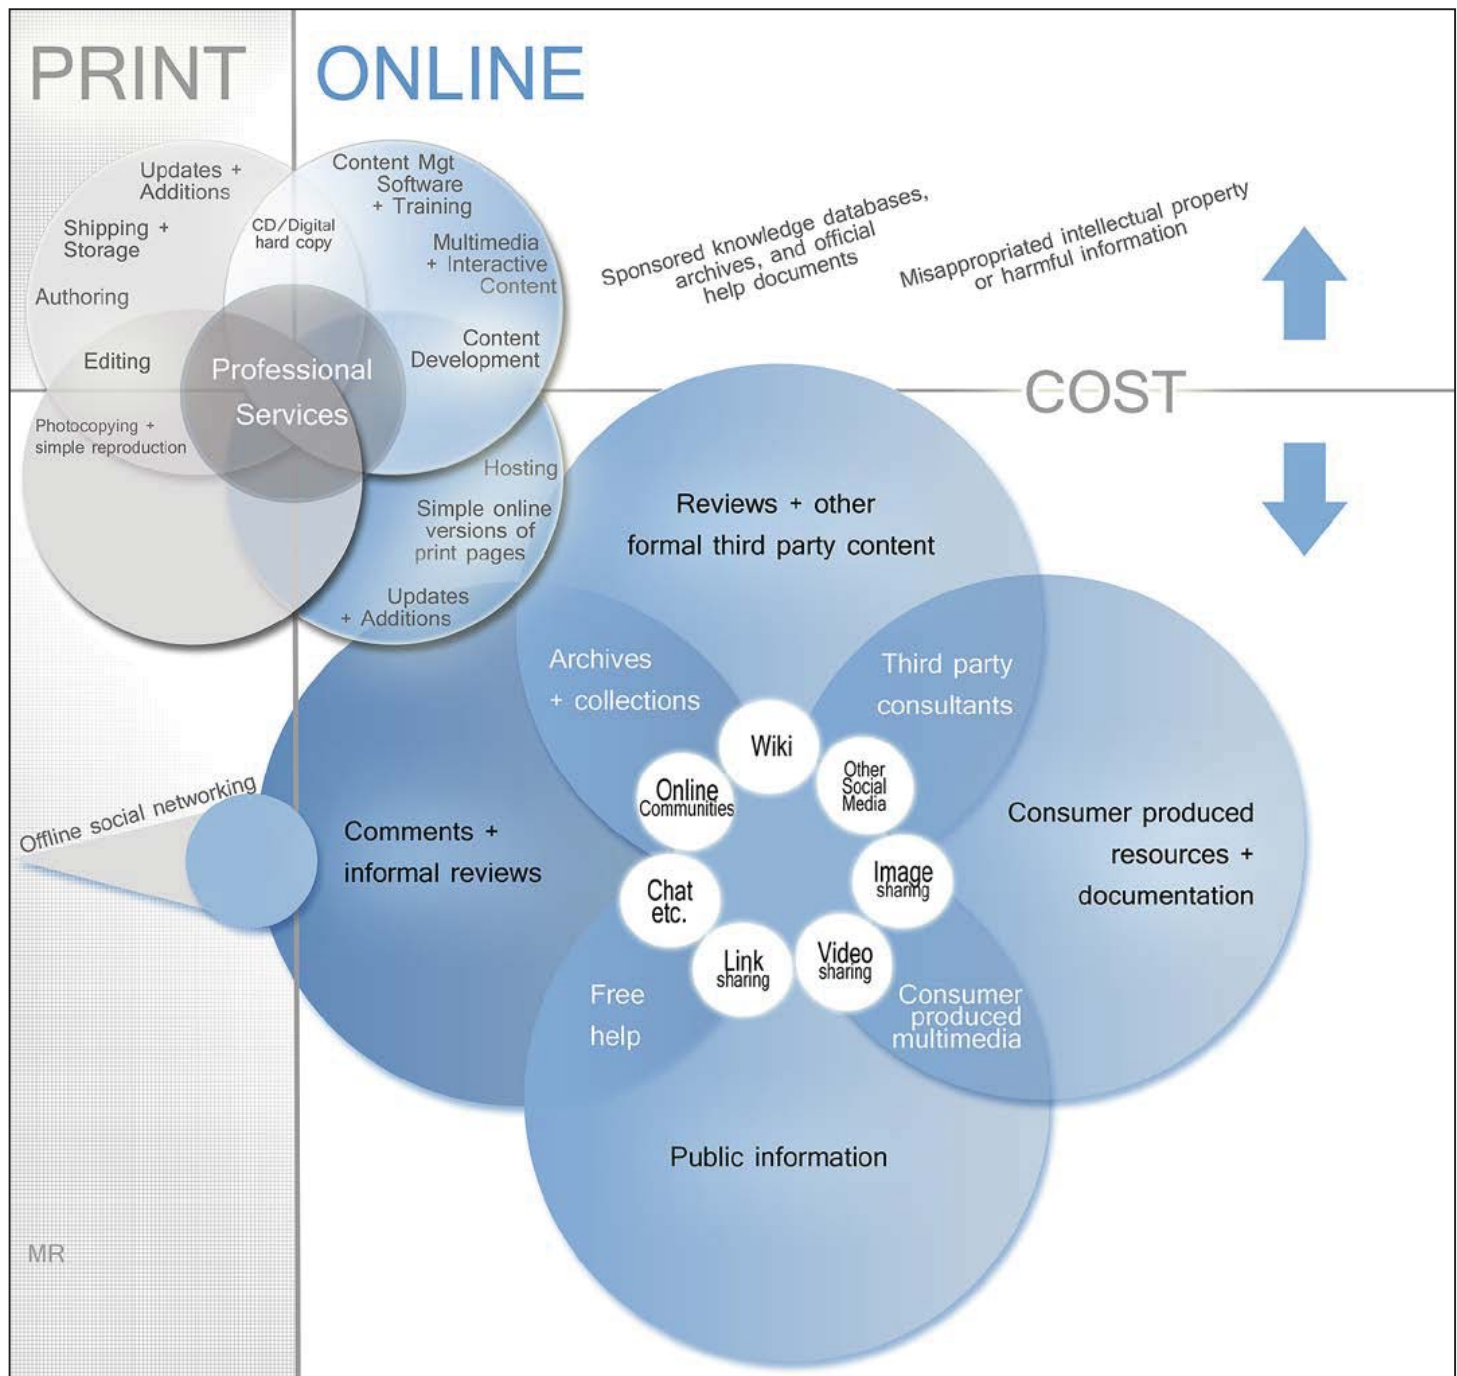 PRINT
ONLINE
Updates +
Additions
Shipping +
Storage
Authoring
Editing
Photocopying +
simple reproduction
CD/Digital
hard copy
Content Mgt
Software
+ Training
Multimedia
+ Interactive
Content
Content
Development
Professional
Services
Hosting
Simple online
versions of
print pages
Updates
+ Additions
Sponsored knowledge databases,
archives, and official
help documents
Misappropriated intellectual property
or harmful information
COST
Reviews + other
formal third party content
Archives
+ collections
Third party
consultants
Wiki
Online
Communities
Other
Social
Media
Offline social networking
Comments +
informal reviews
Consumer produced
resources +
documentation
Chat
etc.
Image
sharing
Link
sharing
Video
sharing
Free
help
Consumer
produced
multimedia
Public information
MR